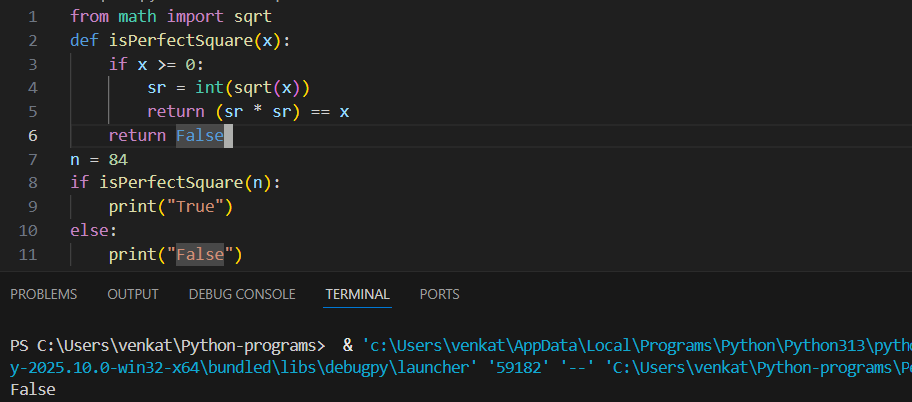 1 from math import sqrt
2 def isPerfectSquare(x):
3     if x >= 0:
4         sr = int(sqrt(x))
5         return (sr * sr) == x
6     return False
7 n = 84
8 if isPerfectSquare(n):
9     print("True")
10 else:
11     print("False")
PROBLEMS OUTPUT DEBUG CONSOLE TERMINAL PORTS
PS C:\Users\venkat\Python-programs>  & 'c:\Users\venkat\AppData\Local\Programs\Python\Python313\pytho
y-2025.10.0-win32-x64\bundled\libs\debugpy\launcher' '59182' '--' 'C:\Users\venkat\Python-programs\Pe
False